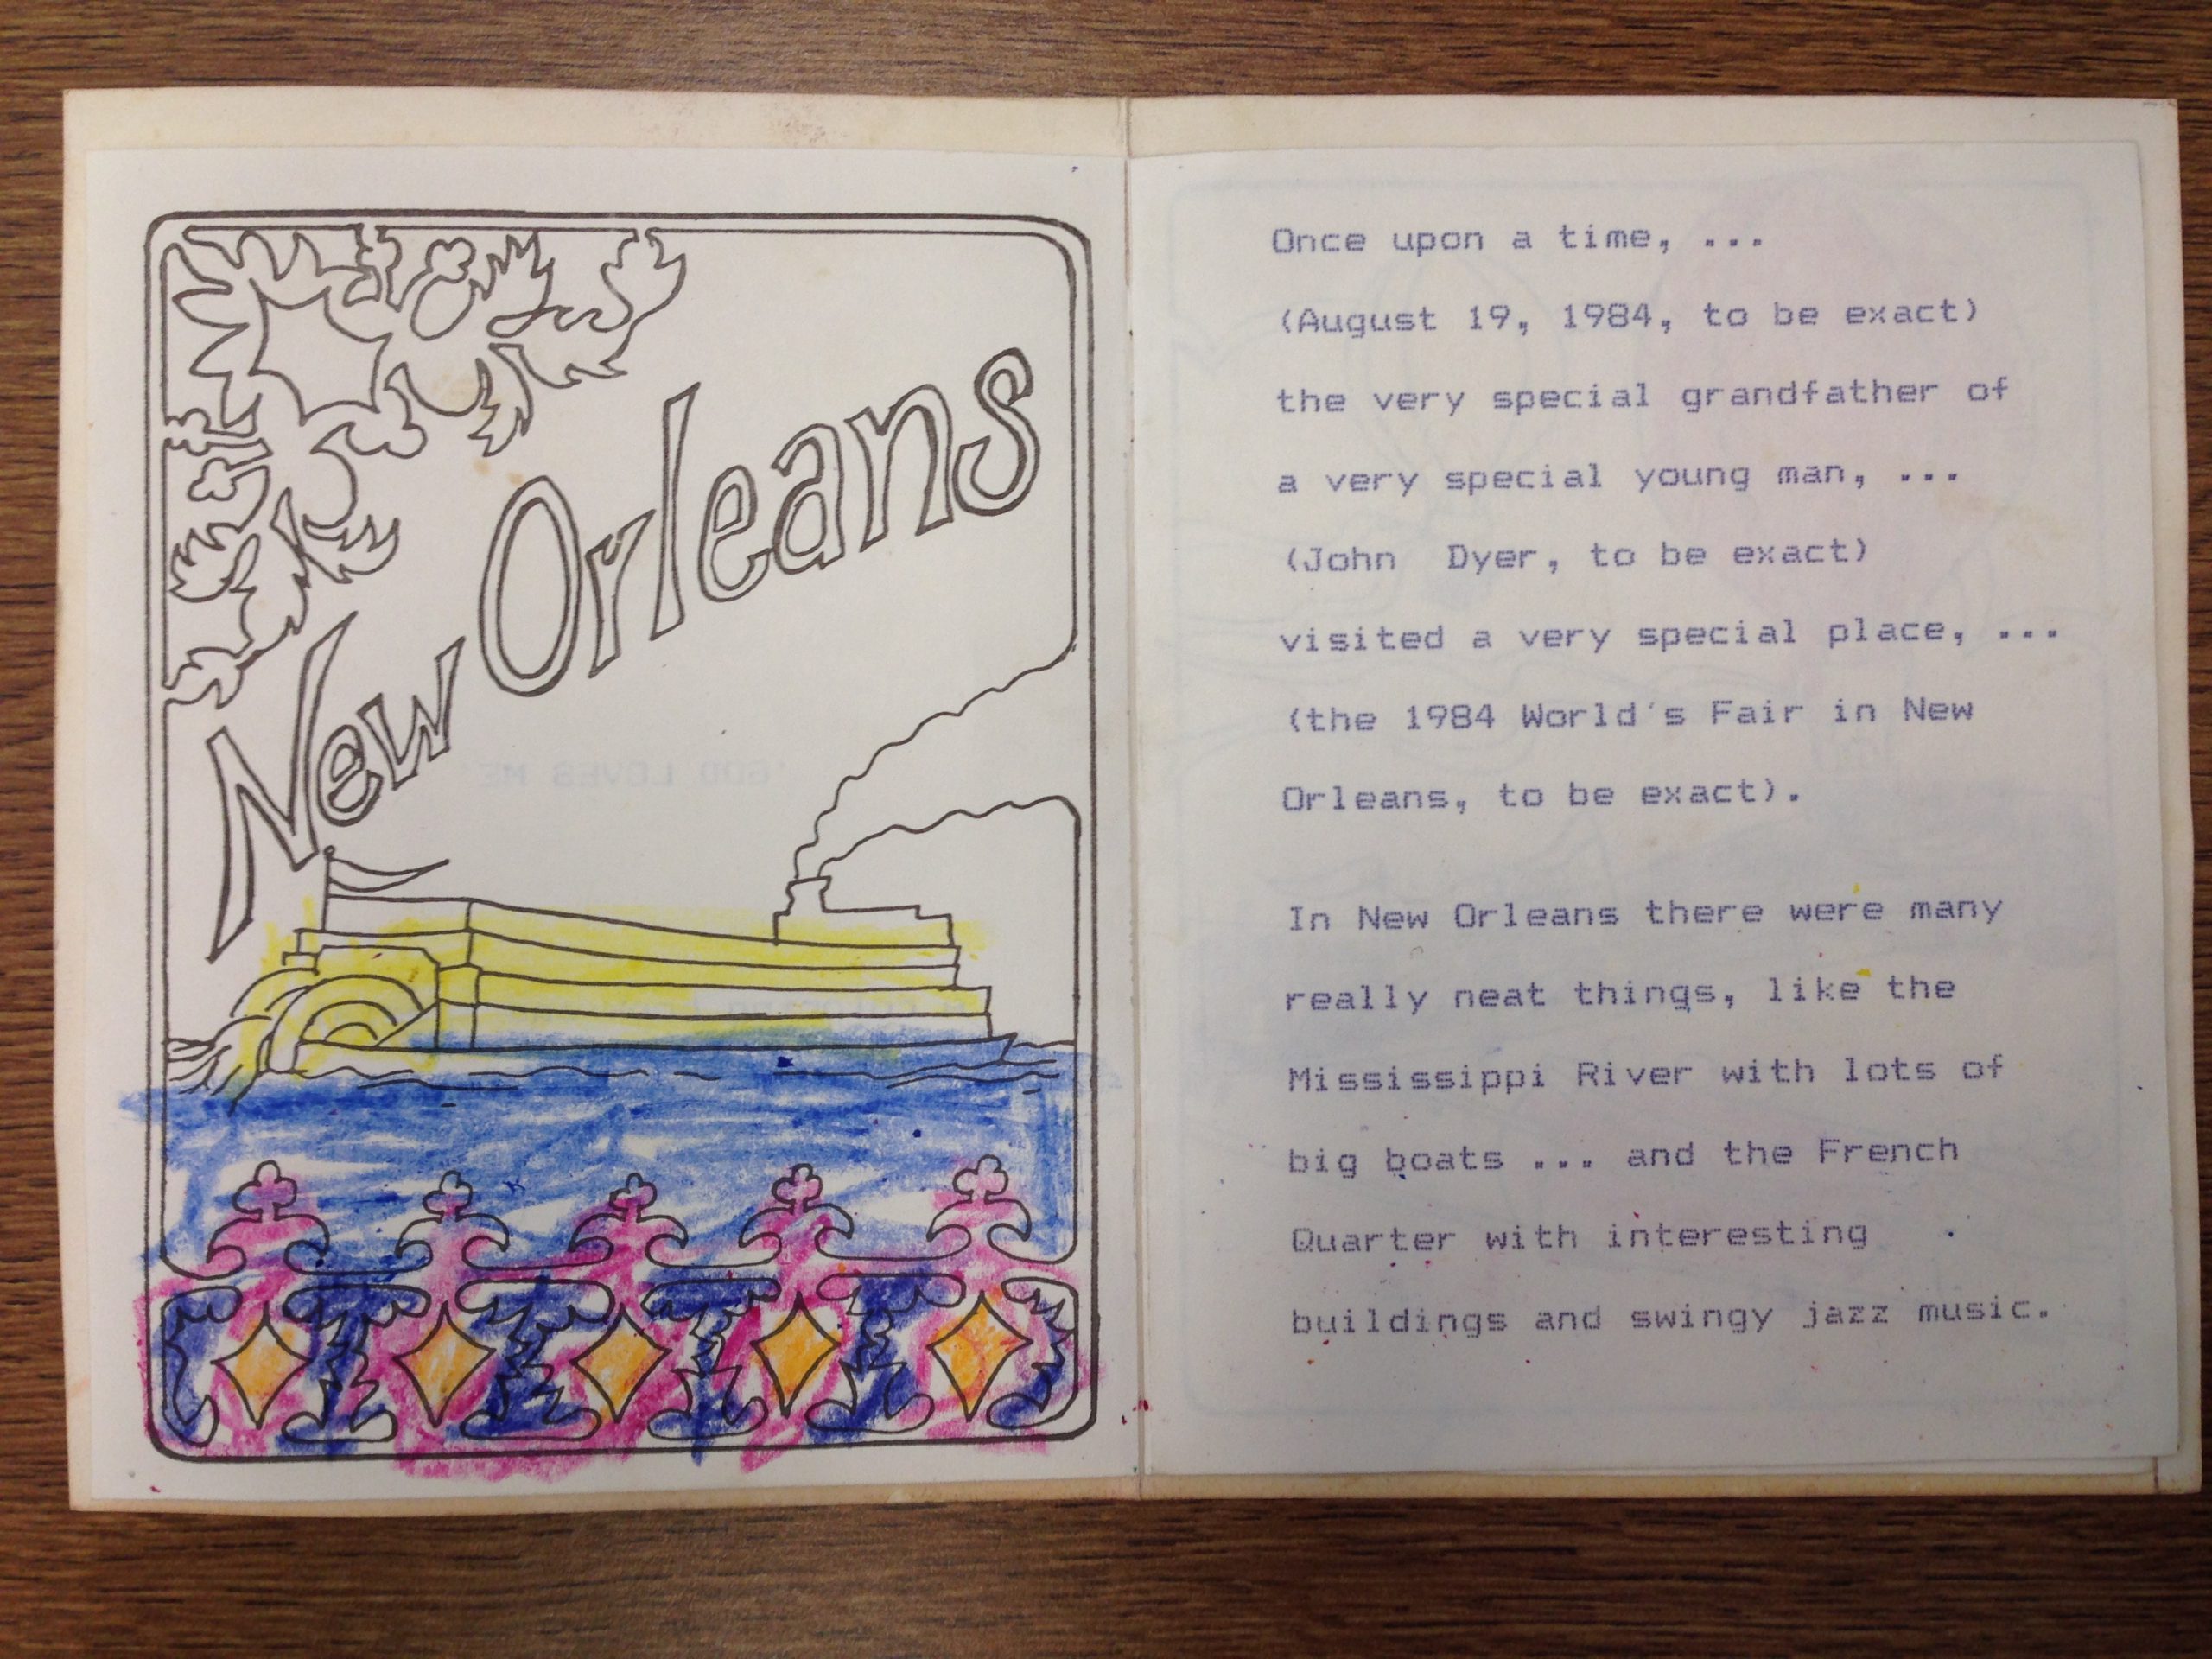 New Orleans
Once upon a time, ...
(August 19, 1984, to be exact)
the very special grandfather of
a very special young man, ...
(John Dyer, to be exact)
visited a very special place, ...
(the 1984 World's Fair in New
Orleans, to be exact).
In New Orleans there were many
really neat things, like the
Mississippi River with lots of
big boats ... and the French
Quarter with interesting
buildings and swingy jazz music.